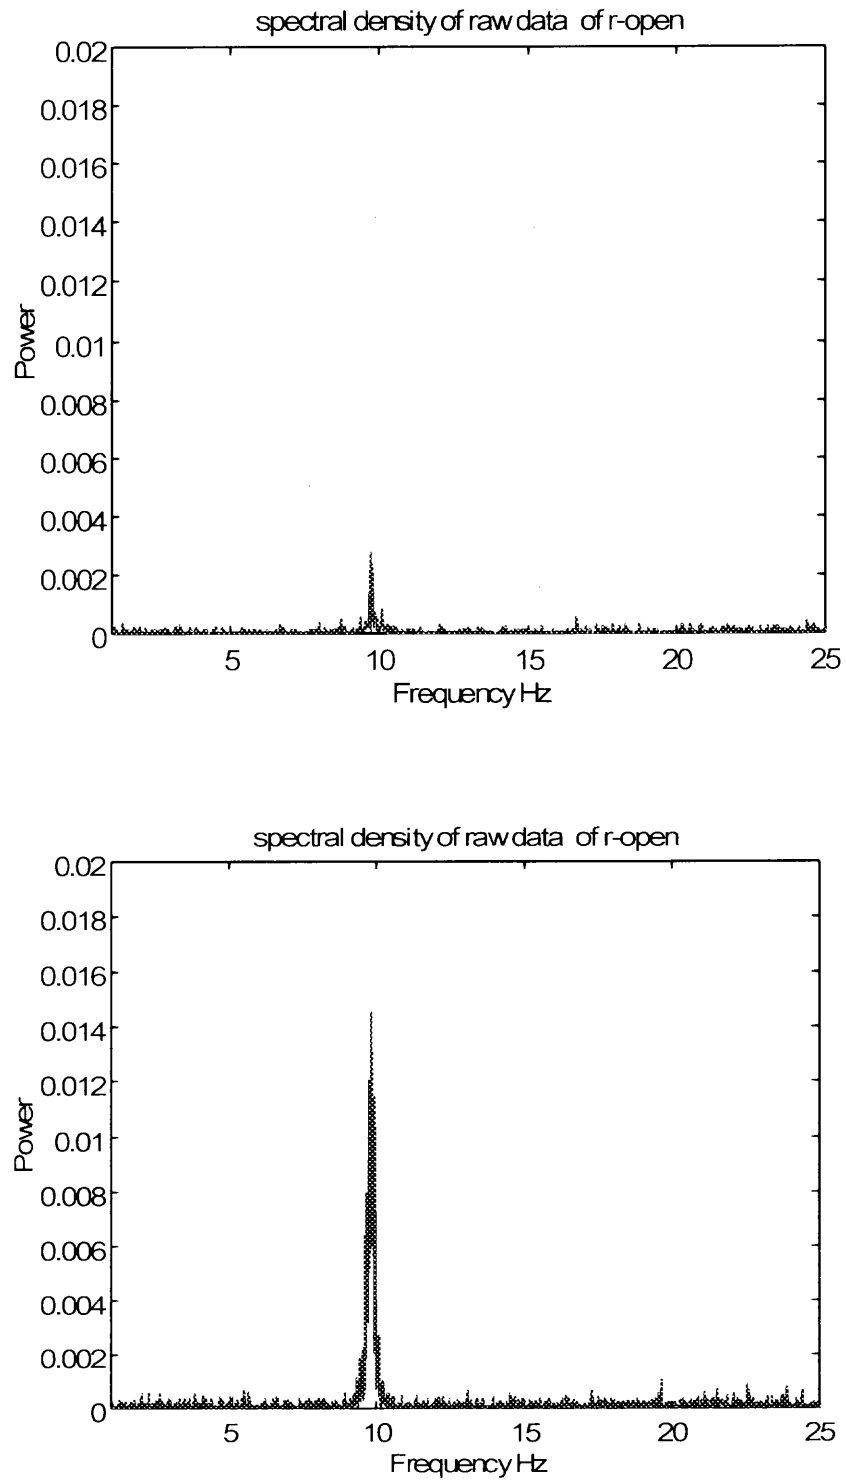 spectral density of raw data of r-open
0.02
0.018
0.016
0.014
0.012
0.01
0.008
0.006
0.004
0.002
0
Power
5 10 15 20 25
Frequency Hz
spectral density of raw data of r-open
0.02
0.018
0.016
0.014
0.012
0.01
0.008
0.006
0.004
0.002
0
Power
5 10 15 20 25
Frequency Hz